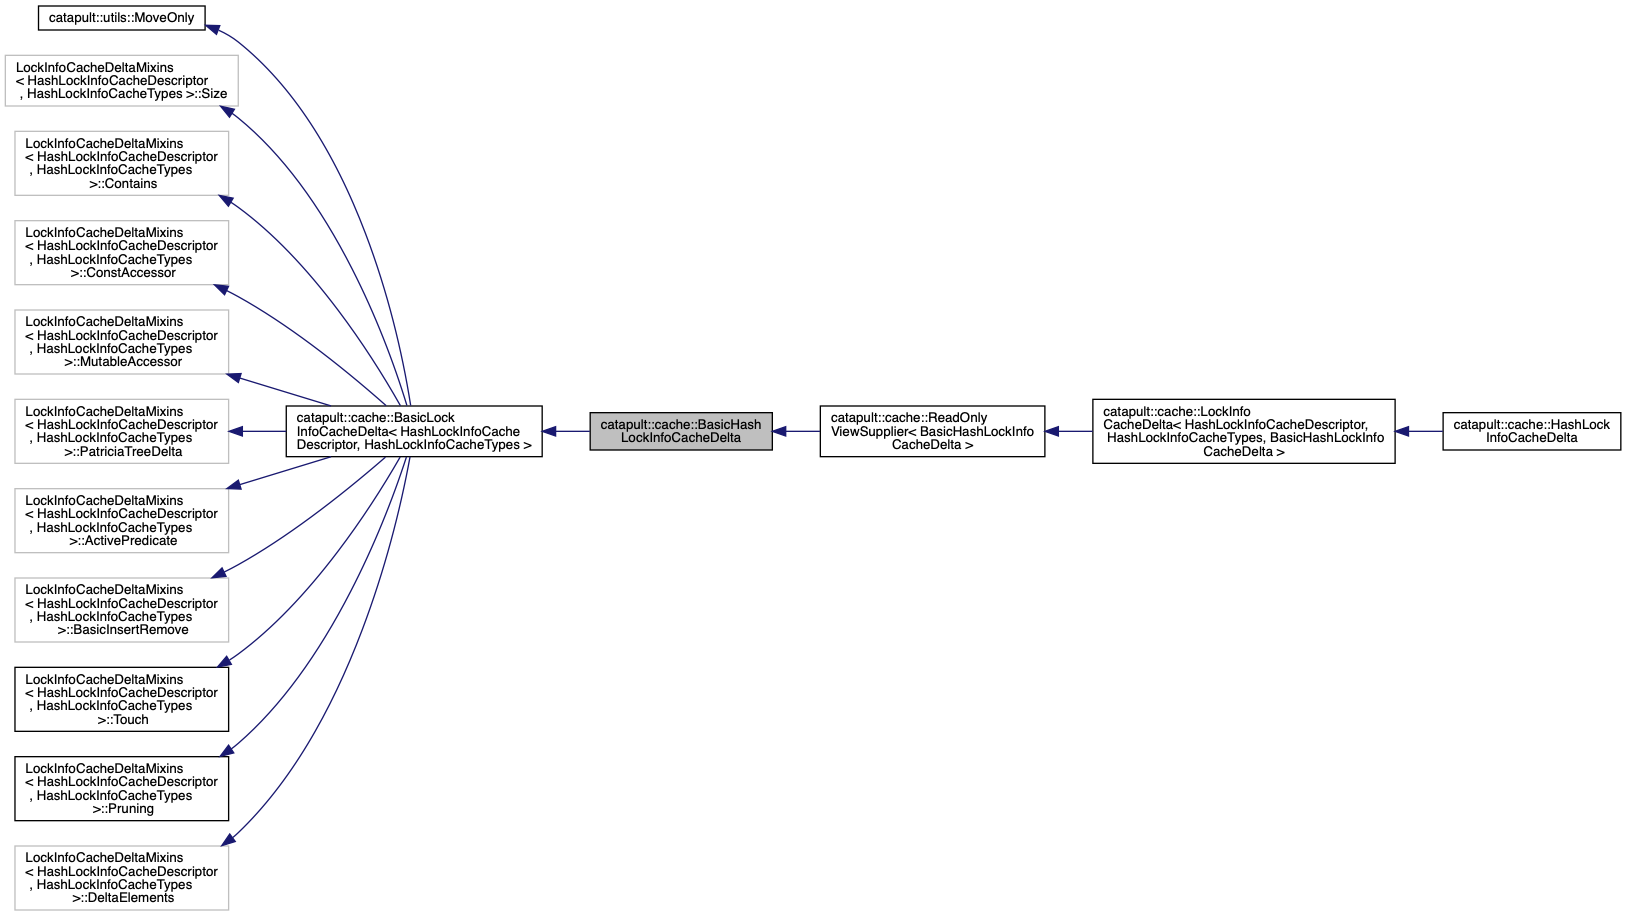 catapult::utils::MoveOnly
LockInfoCacheDeltaMixins
< HashLockInfoCacheDescriptor
, HashLockInfoCacheTypes >::Size
LockInfoCacheDeltaMixins
< HashLockInfoCacheDescriptor
, HashLockInfoCacheTypes
>::Contains
LockInfoCacheDeltaMixins
< HashLockInfoCacheDescriptor
, HashLockInfoCacheTypes
>::ConstAccessor
LockInfoCacheDeltaMixins
< HashLockInfoCacheDescriptor
, HashLockInfoCacheTypes
>::MutableAccessor
LockInfoCacheDeltaMixins
< HashLockInfoCacheDescriptor
, HashLockInfoCacheTypes
>::PatriciaTreeDelta
LockInfoCacheDeltaMixins
< HashLockInfoCacheDescriptor
, HashLockInfoCacheTypes
>::ActivePredicate
LockInfoCacheDeltaMixins
< HashLockInfoCacheDescriptor
, HashLockInfoCacheTypes
>::BasicInsertRemove
LockInfoCacheDeltaMixins
< HashLockInfoCacheDescriptor
, HashLockInfoCacheTypes
>::Touch
LockInfoCacheDeltaMixins
< HashLockInfoCacheDescriptor
, HashLockInfoCacheTypes
>::Pruning
LockInfoCacheDeltaMixins
< HashLockInfoCacheDescriptor
, HashLockInfoCacheTypes
>::DeltaElements
catapult::cache::BasicLock
InfoCacheDelta< HashLockInfoCache
Descriptor, HashLockInfoCacheTypes >
catapult::cache::BasicHash
LockInfoCacheDelta
catapult::cache::ReadOnly
ViewSupplier< BasicHashLockInfo
CacheDelta >
catapult::cache::LockInfo
CacheDelta< HashLockInfoCacheDescriptor,
HashLockInfoCacheTypes, BasicHashLockInfo
CacheDelta >
catapult::cache::HashLock
InfoCacheDelta